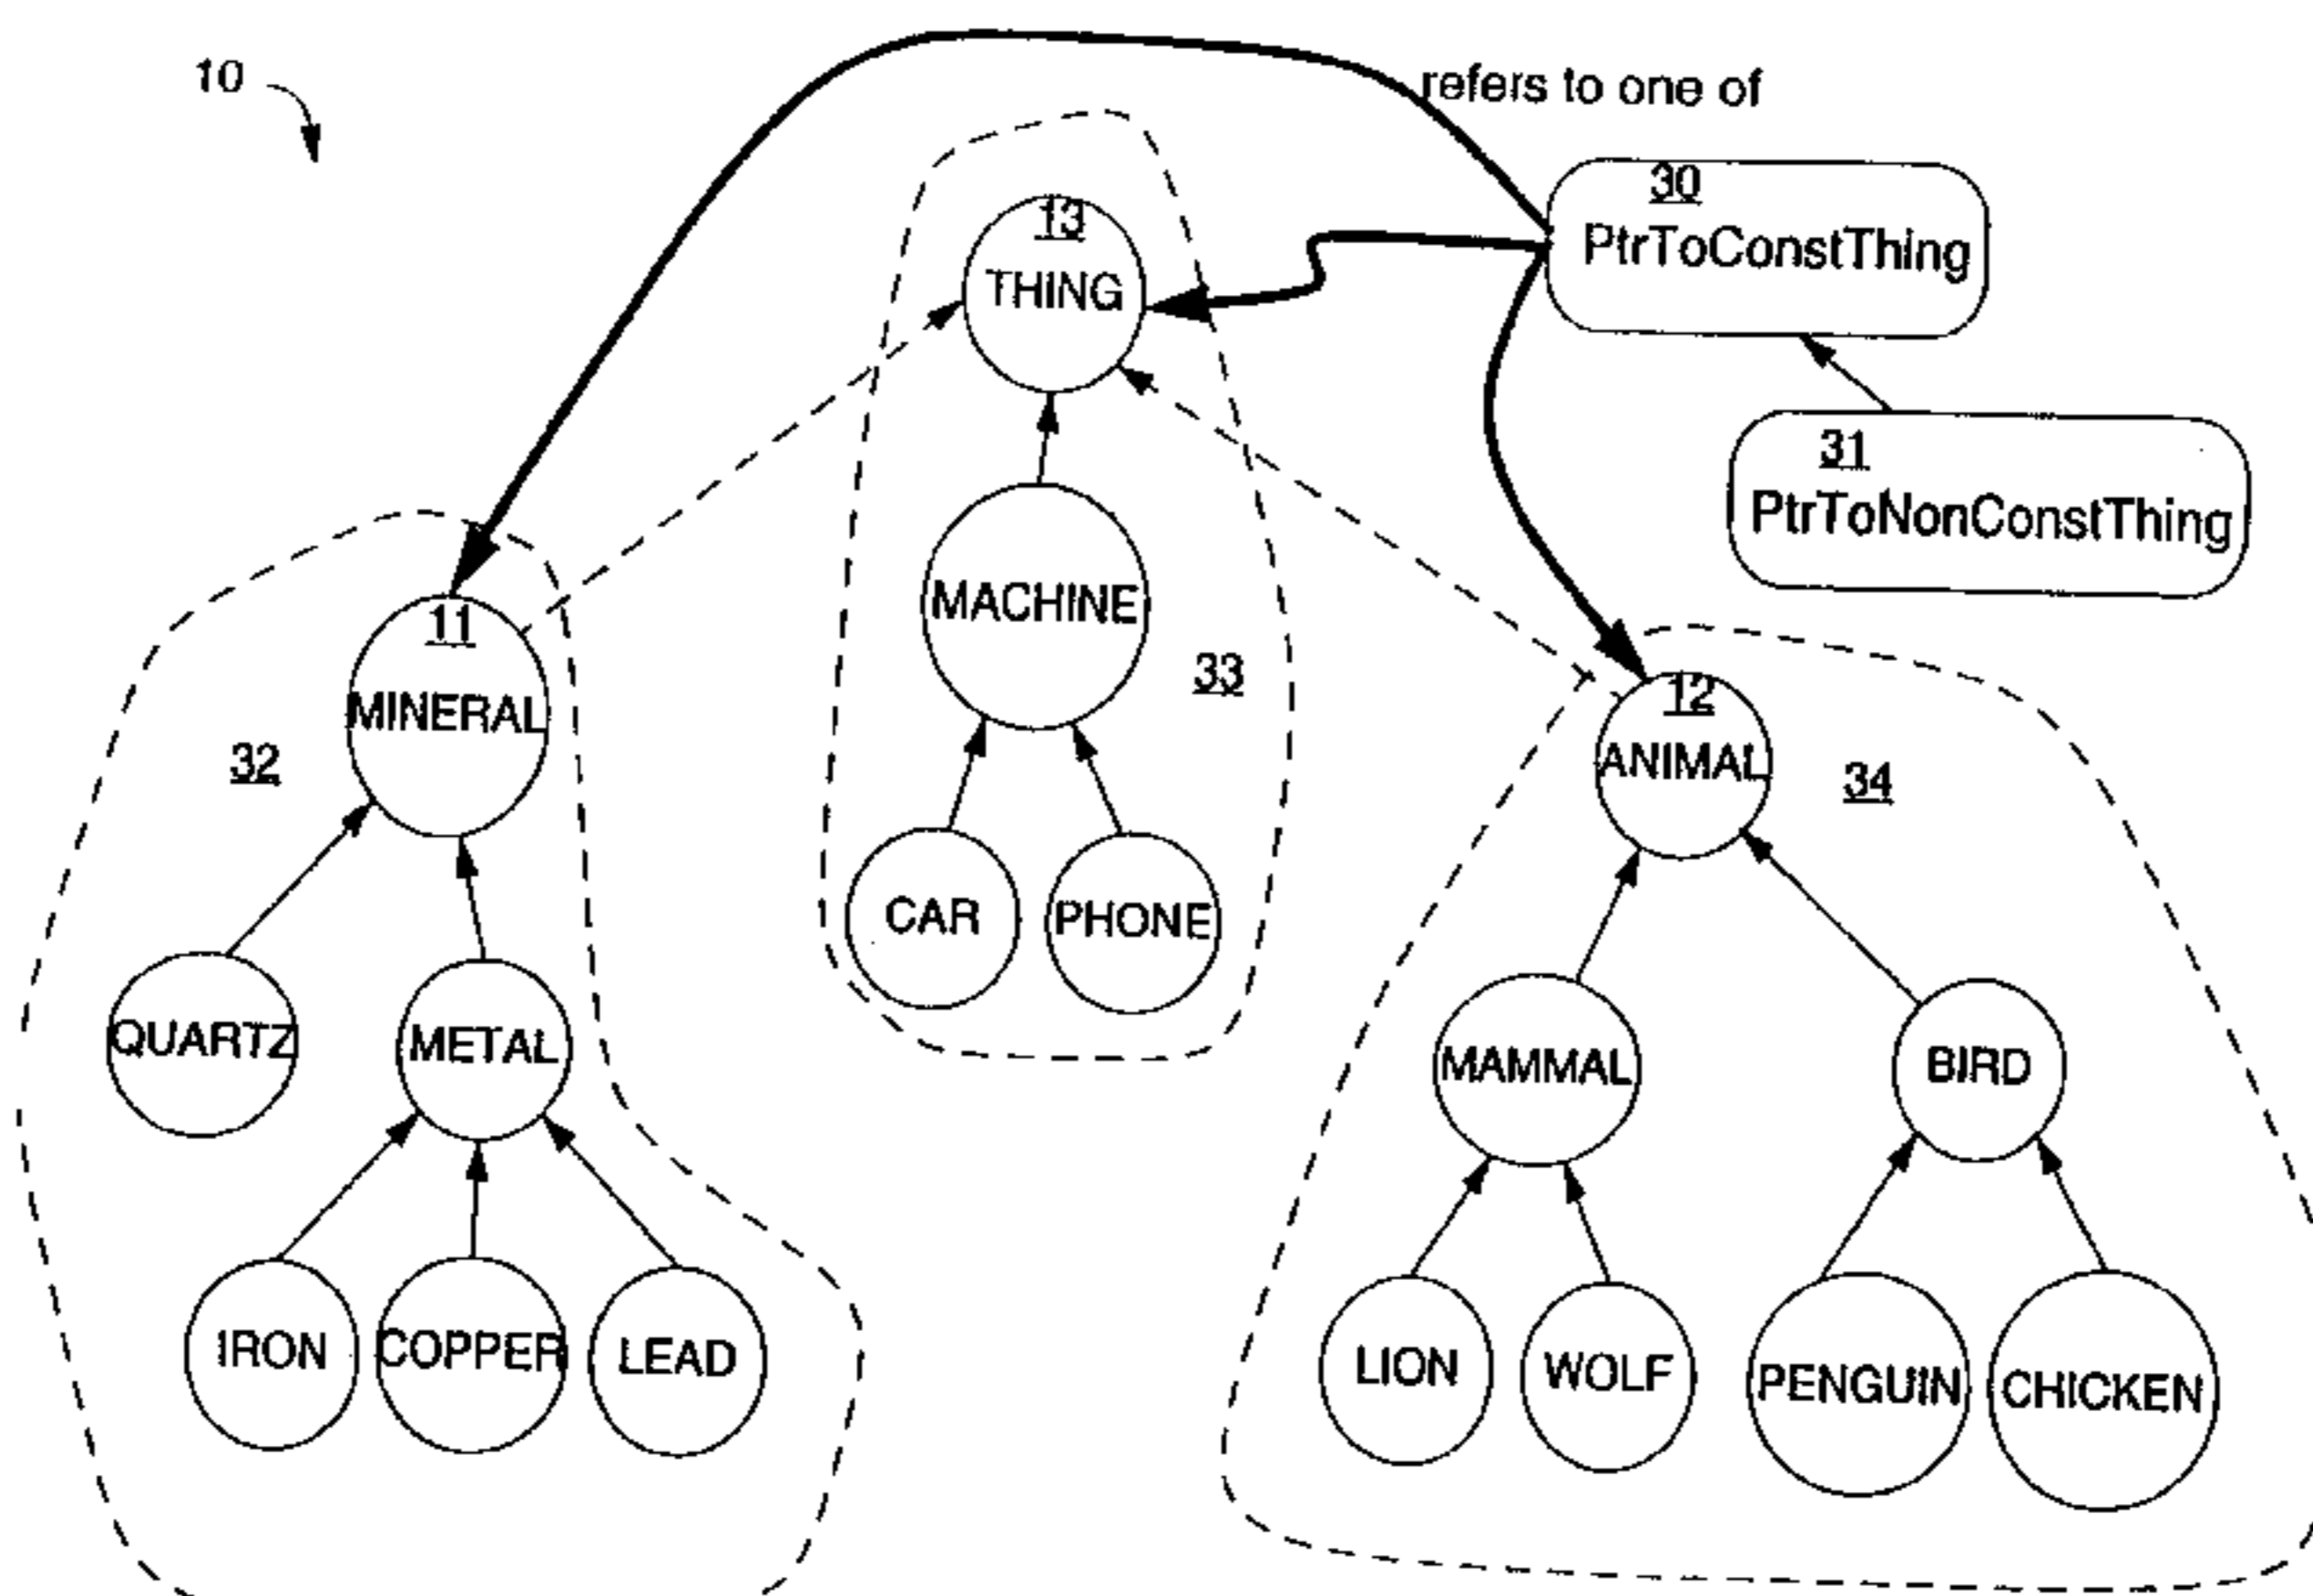 10
refers to one of
30
PtrToConstThing
13
THING
31
PtrToNonConstThing
MACHINE
33
11
MINERAL
32
12
ANIMAL
34
CAR
PHONE
QUARTZ
METAL
MAMMAL
BIRD
IRON
COPPER
LEAD
LION
WOLF
PENGUIN
CHICKEN